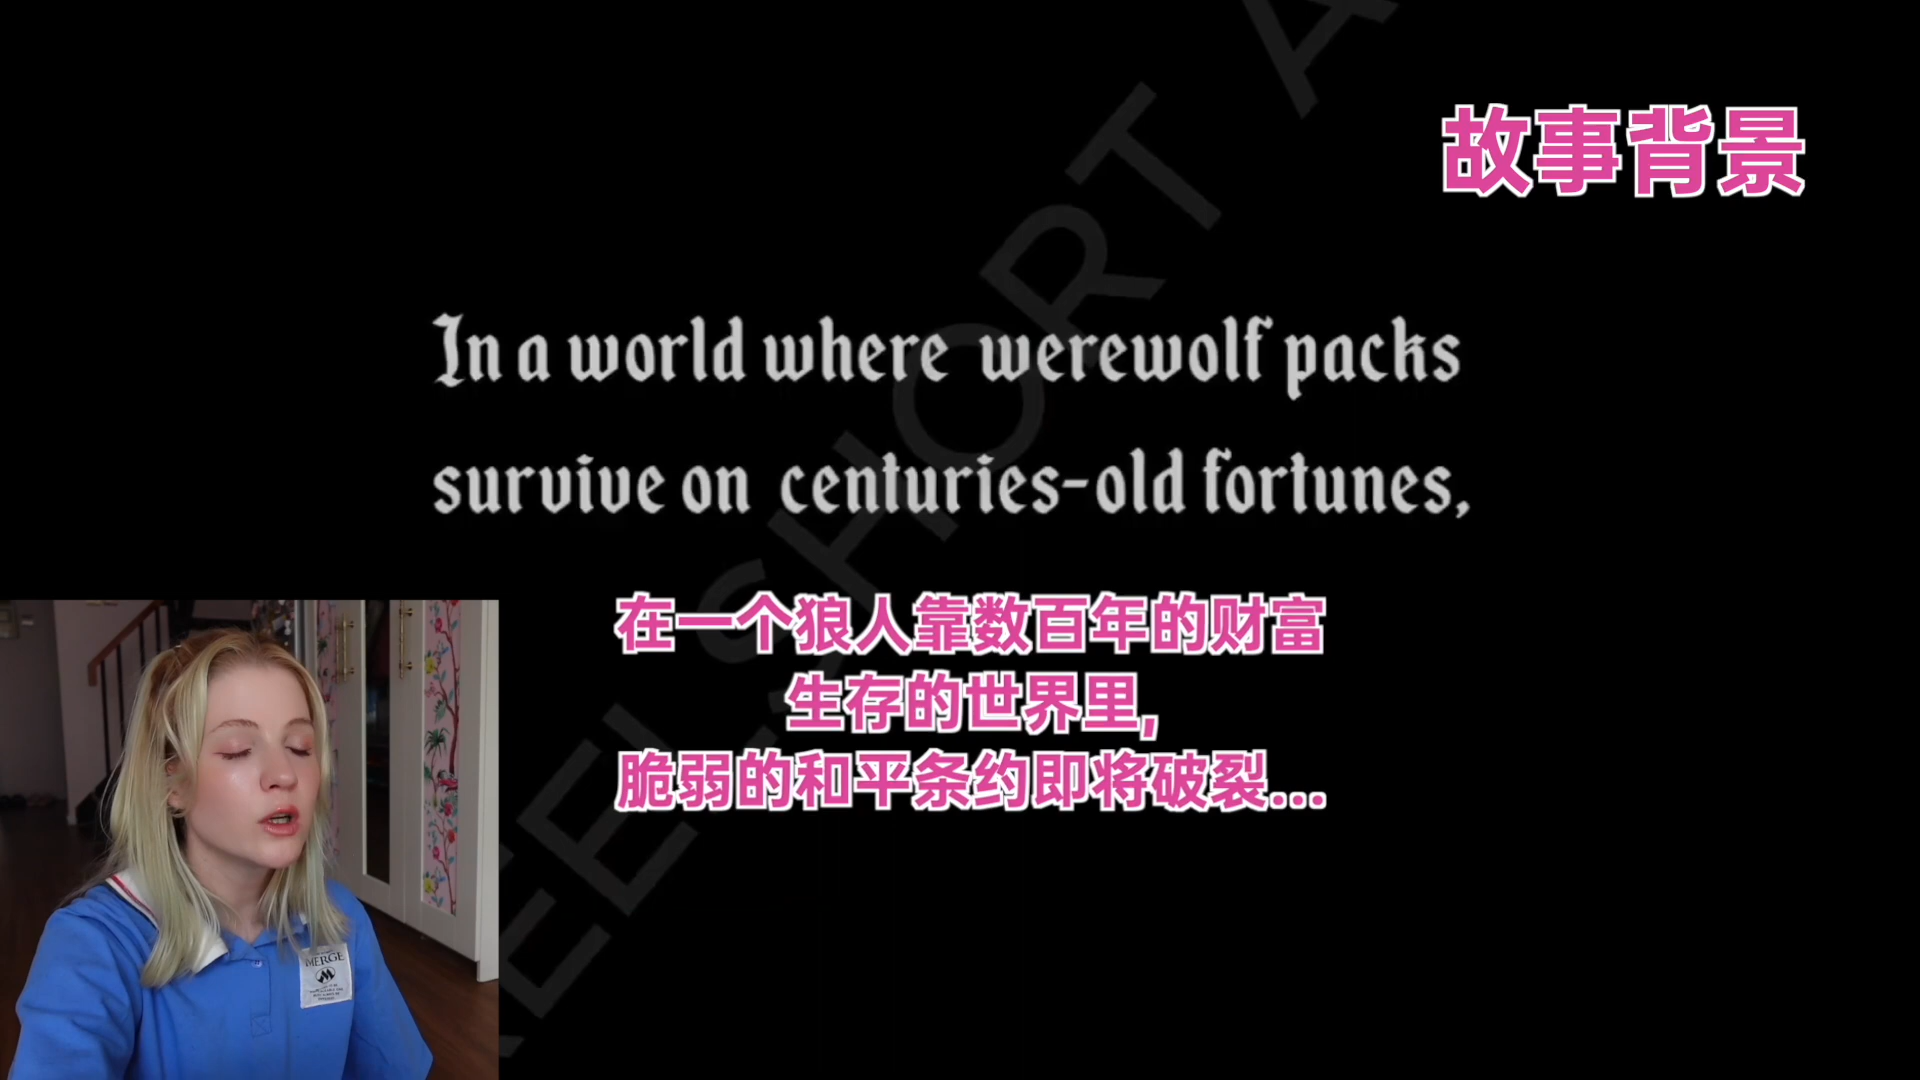 故事背景
In a world where werewolf packs
survive on centuries-old fortunes,
在一个狼人靠数百年的财富
生存的世界里,
脆弱的和平条约即将破裂...
REELSHORT A
MERGE